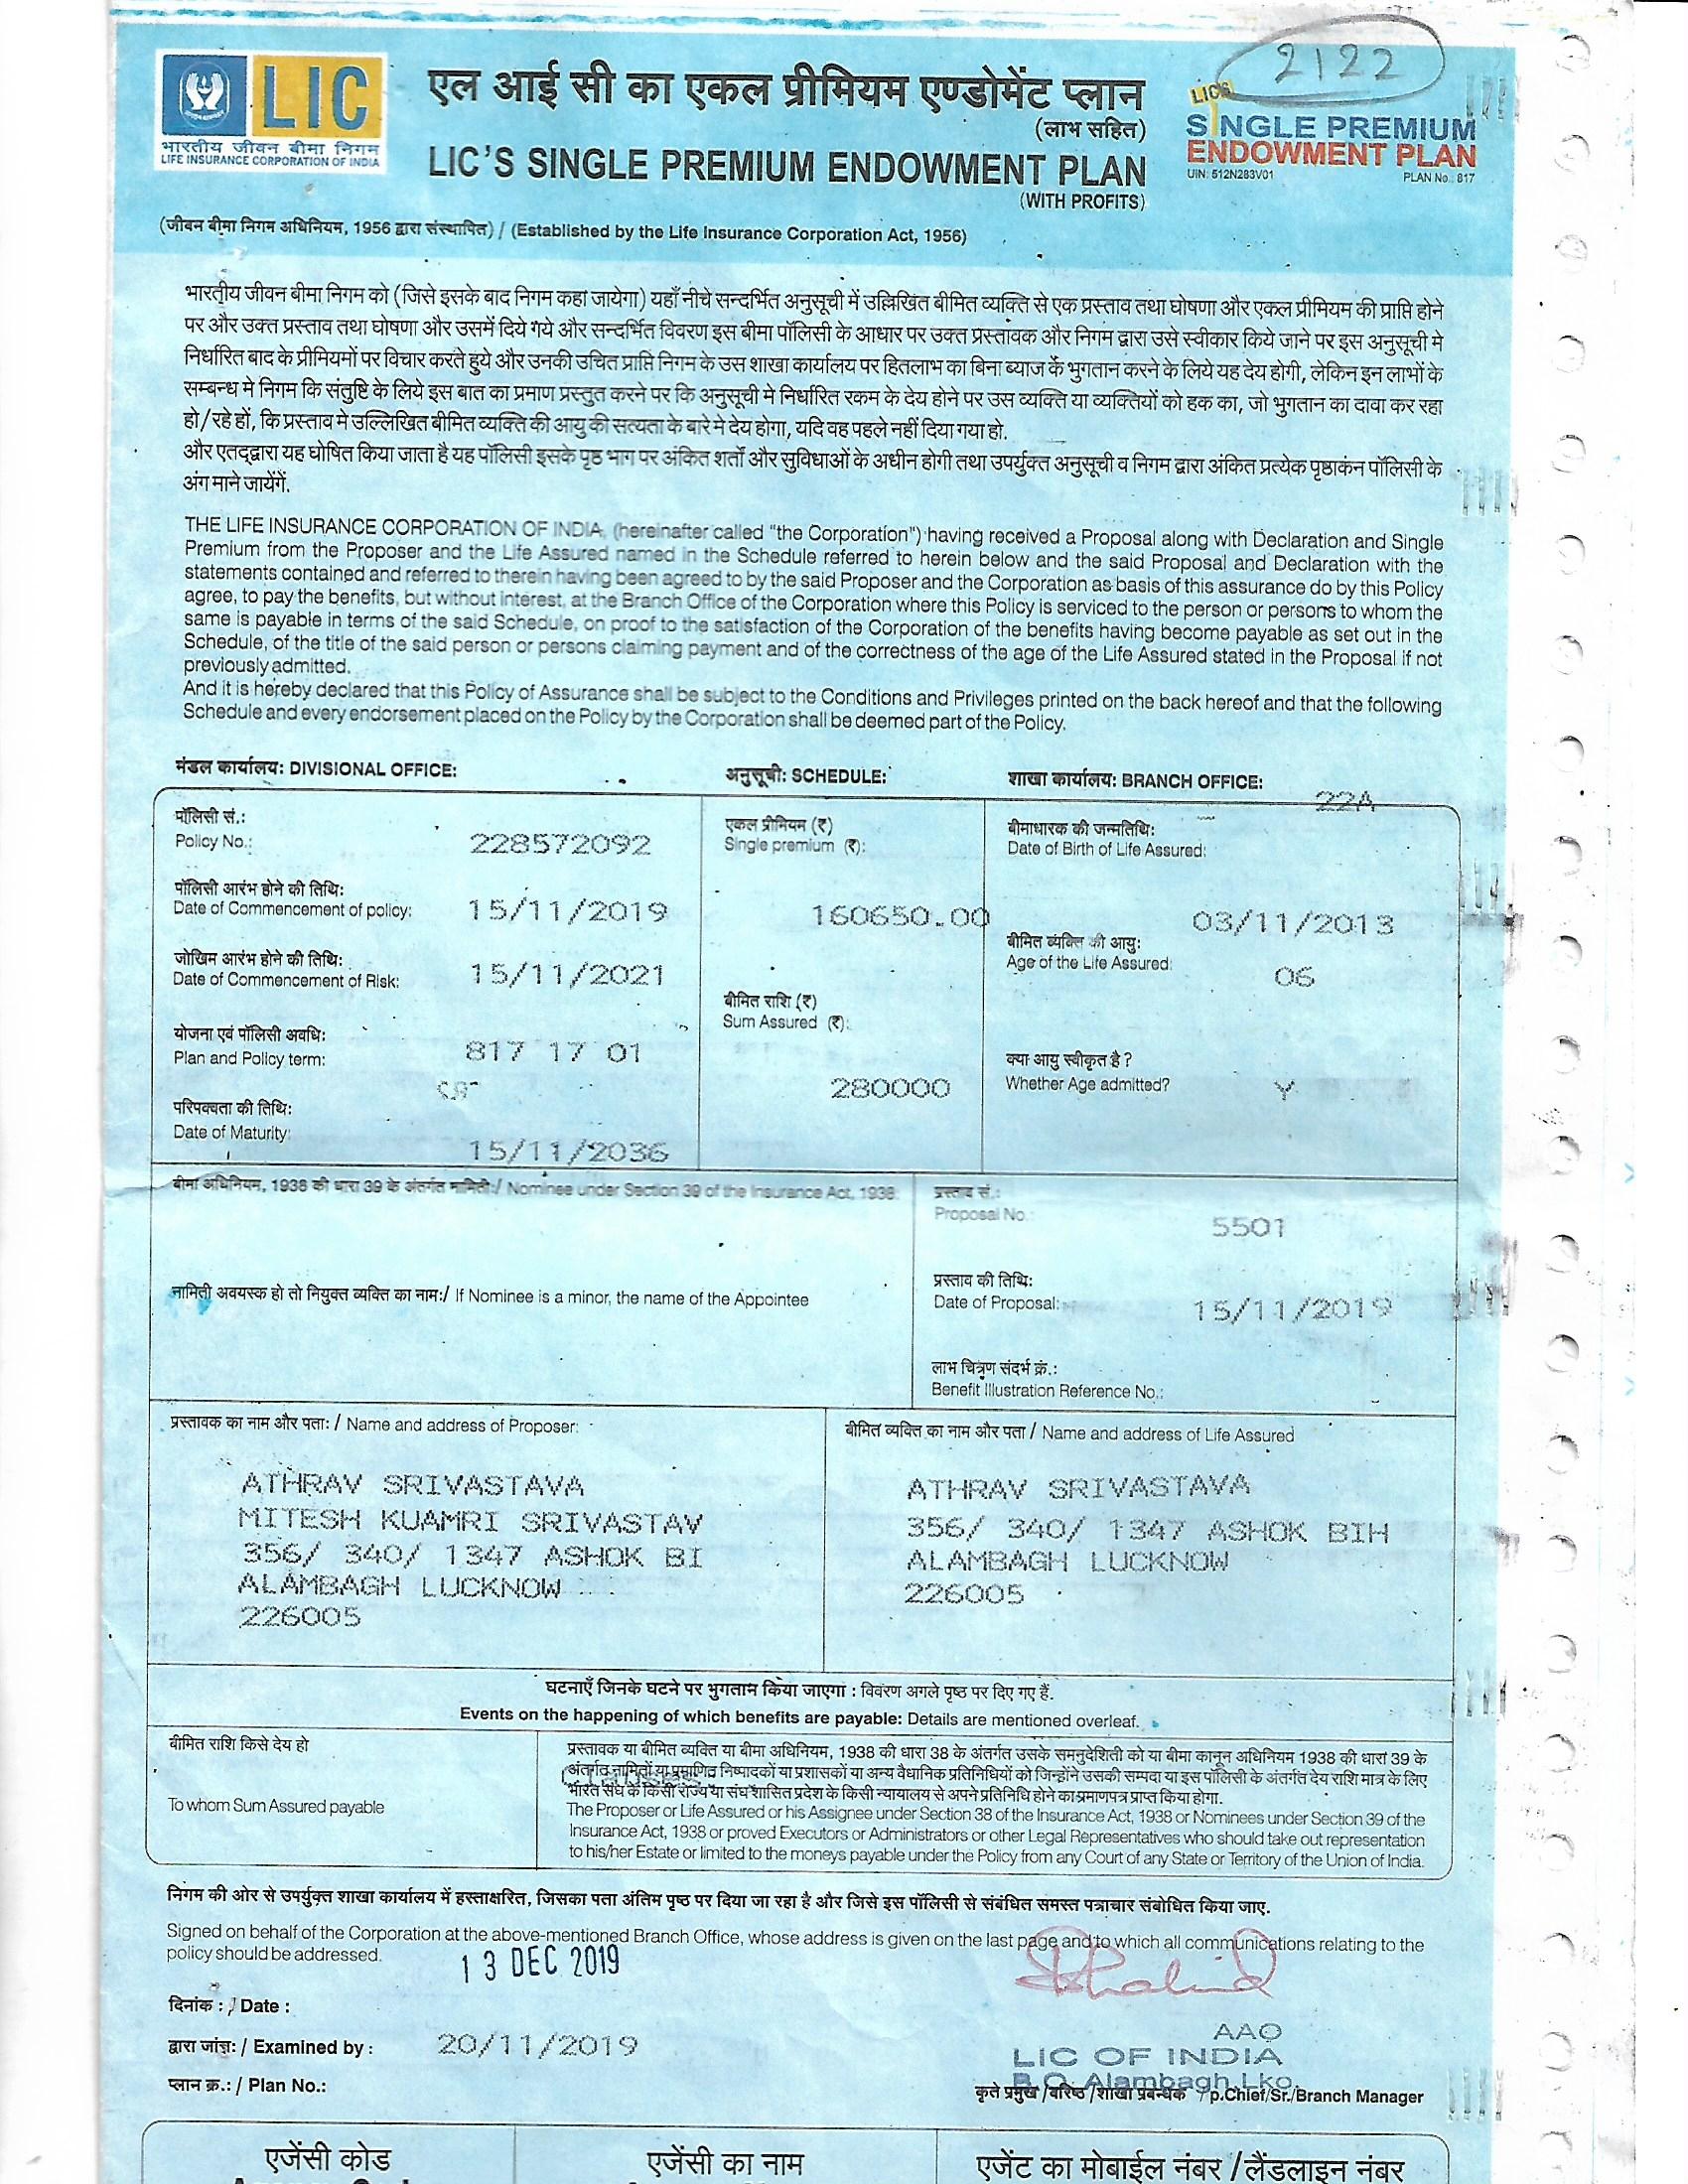 2122
LIC
भारतीय जीवन बीमा निगम
LIFE INSURANCE CORPORATION OF INDIA
एल आई सी का एकल प्रीमियम एण्डोमेंट प्लान
(लाभ सहित)
LIC'S SINGLE PREMIUM ENDOWMENT PLAN
(WITH PROFITS)
LIC's
SINGLE PREMIUM
ENDOWMENT PLAN
UIN: 512N283V01 PLAN No.: 817
(जीवन बीमा निगम अधिनियम, 1956 द्वारा संस्थापित) / (Established by the Life Insurance Corporation Act, 1956)
भारतीय जीवन बीमा निगम को (जिसे इसके बाद निगम कहा जायेगा) यहाँ नीचे सन्दर्भित अनुसूची में उल्लिखित बीमित व्यक्ति से एक प्रस्ताव तथा घोषणा और एकल प्रीमियम की प्राप्ति होने
पर और उक्त प्रस्ताव तथा घोषणा और उसमें दिये गये और सन्दर्भित विवरण इस बीमा पॉलिसी के आधार पर उक्त प्रस्तावक और निगम द्वारा उसे स्वीकार किये जाने पर इस अनुसूची मे
निर्धारित बाद के प्रीमियमों पर विचार करते हुये और उनकी उचित प्राप्ति निगम के उस शाखा कार्यालय पर हितलाभ का बिना ब्याज के भुगतान करने के लिये यह देय होगी, लेकिन इन लाभों के
सम्बन्ध मे निगम कि संतुष्टि के लिये इस बात का प्रमाण प्रस्तुत करने पर कि अनुसूची मे निर्धारित रकम के देय होने पर उस व्यक्ति या व्यक्तियों को हक का, जो भुगतान का दावा कर रहा
हो/रहे हों, कि प्रस्ताव मे उल्लिखित बीमित व्यक्ति की आयु की सत्यता के बारे मे देय होगा, यदि वह पहले नहीं दिया गया हो.
और एतद्द्वारा यह घोषित किया जाता है यह पॉलिसी इसके पृष्ठ भाग पर अंकित शर्तों और सुविधाओं के अधीन होगी तथा उपर्युक्त अनुसूची व निगम द्वारा अंकित प्रत्येक पृष्ठाकंन पॉलिसी के
अंग माने जायेंगें.
THE LIFE INSURANCE CORPORATION OF INDIA, (hereinafter called "the Corporation") having received a Proposal along with Declaration and Single
Premium from the Proposer and the Life Assured named in the Schedule referred to herein below and the said Proposal and Declaration with the
statements contained and referred to therein having been agreed to by the said Proposer and the Corporation as basis of this assurance do by this Policy
agree, to pay the benefits, but without interest, at the Branch Office of the Corporation where this Policy is serviced to the person or persons to whom the
same is payable in terms of the said Schedule, on proof to the satisfaction of the Corporation of the benefits having become payable as set out in the
Schedule, of the title of the said person or persons claiming payment and of the correctness of the age of the Life Assured stated in the Proposal if not
previously admitted.
And it is hereby declared that this Policy of Assurance shall be subject to the Conditions and Privileges printed on the back hereof and that the following
Schedule and every endorsement placed on the Policy by the Corporation shall be deemed part of the Policy.
मंडल कार्यालय: DIVISIONAL OFFICE: अनुसूची: SCHEDULE: शाखा कार्यालय: BRANCH OFFICE:
22A
पॉलिसी सं.:
Policy No.: 228572092
पॉलिसी आरंभ होने की तिथि:
Date of Commencement of policy: 15/11/2019
जोखिम आरंभ होने की तिथि:
Date of Commencement of Risk: 15/11/2021
योजना एवं पॉलिसी अवधि:
Plan and Policy term: 817 17 01
परिपक्वता की तिथि:
Date of Maturity: 15/11/2036
एकल प्रीमियम (₹)
Single premium (₹):
160650.00
बीमित राशि (₹)
Sum Assured (₹):
280000
बीमाधारक की जन्मतिथि:
Date of Birth of Life Assured:
03/11/2013
बीमित व्यक्ति की आयु:
Age of the Life Assured: 06
क्या आयु स्वीकृत है ?
Whether Age admitted? Y
बीमा अधिनियम, 1938 की धारा 39 के अंतर्गत नामिती:/ Nominee under Section 39 of the Insurance Act, 1938:
नामिती अवयस्क हो तो नियुक्त व्यक्ति का नाम:/ If Nominee is a minor, the name of the Appointee
प्रस्ताव सं.:
Proposal No.: 5501
प्रस्ताव की तिथि:
Date of Proposal: 15/11/2019
लाभ चित्रण संदर्भ क्रं.:
Benefit Illustration Reference No.:
प्रस्तावक का नाम और पता: / Name and address of Proposer:
ATHRAV SRIVASTAVA
MITESH KUAMRI SRIVASTAV
356/ 340/ 1347 ASHOK BI
ALAMBAGH LUCKNOW
226005
बीमित व्यक्ति का नाम और पता / Name and address of Life Assured
ATHRAV SRIVASTAVA
356/ 340/ 1347 ASHOK BIH
ALAMBAGH LUCKNOW
226005
घटनाएँ जिनके घटने पर भुगतान किया जाएगा : विवरण अगले पृष्ठ पर दिए गए हैं.
Events on the happening of which benefits are payable: Details are mentioned overleaf.
बीमित राशि किसे देय हो
To whom Sum Assured payable
प्रस्तावक या बीमित व्यक्ति या बीमा अधिनियम, 1938 की धारा 38 के अंतर्गत उसके समनुदेशिती को या बीमा कानून अधिनियम 1938 की धारा 39 के
अंतर्गत नामितों या प्रमाणित निष्पादकों या प्रशासकों या अन्य वैधानिक प्रतिनिधियों को जिन्होंने उसकी सम्पदा या इस पॉलिसी के अंतर्गत देय राशि मात्र के लिए
भारत संघ के किसी राज्य या संघ शासित प्रदेश के किसी न्यायालय से अपने प्रतिनिधि होने का प्रमाणपत्र प्राप्त किया होगा.
The Proposer or Life Assured or his Assignee under Section 38 of the Insurance Act, 1938 or Nominees under Section 39 of the
Insurance Act, 1938 or proved Executors or Administrators or other Legal Representatives who should take out representation
to his/her Estate or limited to the moneys payable under the Policy from any Court of any State or Territory of the Union of India.
निगम की ओर से उपर्युक्त शाखा कार्यालय में हस्ताक्षरित, जिसका पता अंतिम पृष्ठ पर दिया जा रहा है और जिसे इस पॉलिसी से संबंधित समस्त पत्राचार संबोधित किया जाए.
Signed on behalf of the Corporation at the above-mentioned Branch Office, whose address is given on the last page and to which all communications relating to the
policy should be addressed.
13 DEC 2019
दिनांक : / Date :
द्वारा जांच: / Examined by : 20/11/2019
प्लान क्र.: / Plan No.:
AAO
LIC OF INDIA
B.O. Alambagh Lko.
कृते प्रमुख /वरिष्ठ /शाखा प्रबन्धक / p.Chief/Sr./Branch Manager
एजेंसी कोड एजेंसी का नाम एजेंट का मोबाईल नंबर /लैंडलाइन नंबर